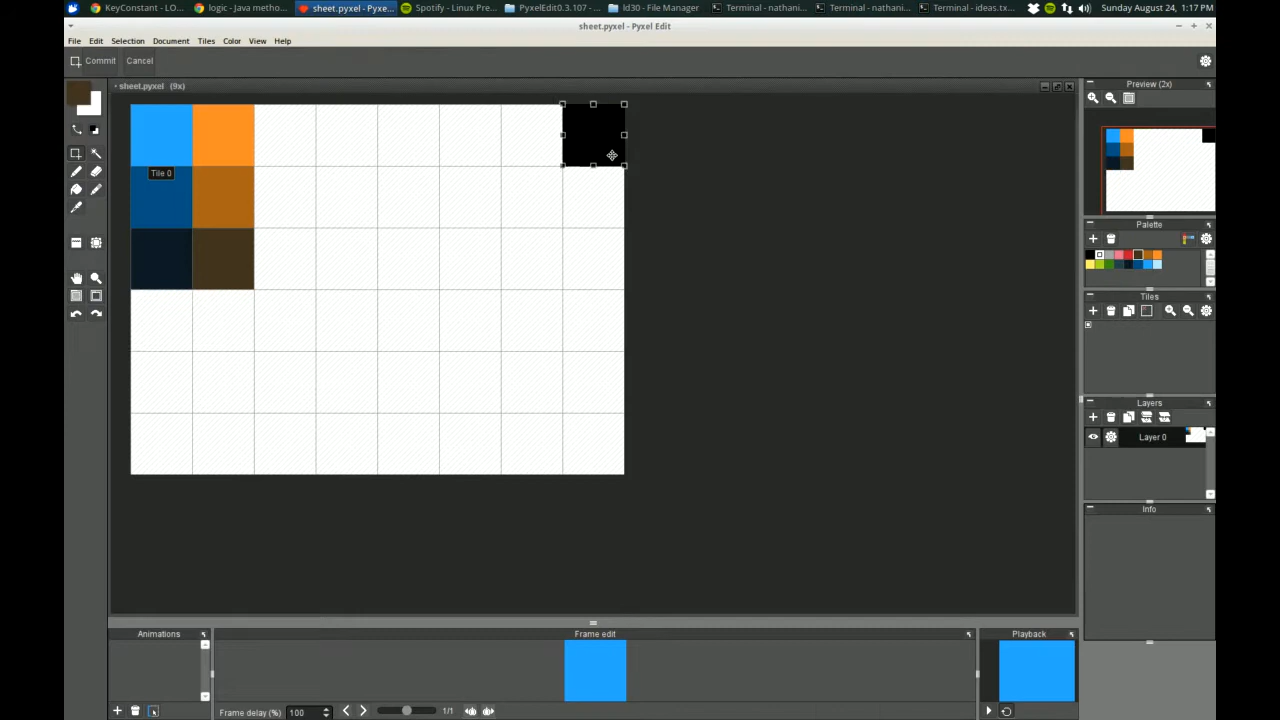 KeyConstant - LO...
logic - Java metho...
sheet.pyxel - Pyxe...
Spotify - Linux Pre...
PyxelEdit0.3.107 - ...
ld30 - File Manager
Terminal - nathani...
Terminal - nathani...
Terminal - ideas.tx...
Sunday August 24, 1:17 PM
sheet.pyxel - Pyxel Edit
File Edit Selection Document Tiles Color View Help
Commit Cancel
sheet.pyxel (9x)
Preview (2x)
Tile 0
Palette
Tiles
Layers
Layer 0
Info
Animations
Frame edit
Playback
Frame delay (%) 100 1/1